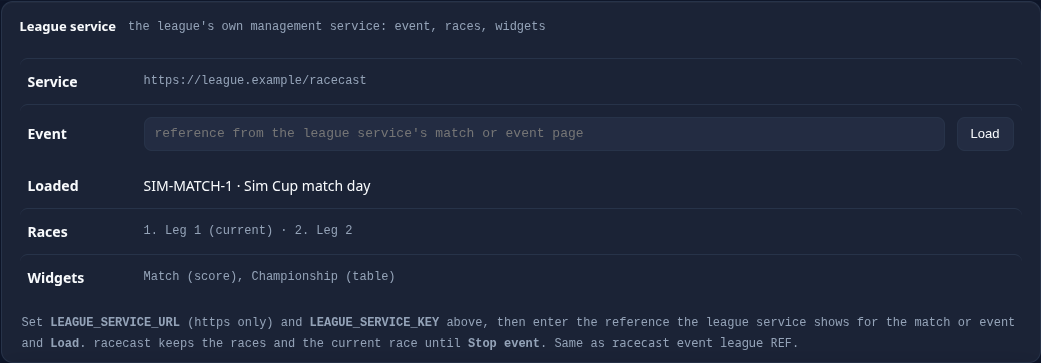 League service the league's own management service: event, races, widgets
Service https://league.example/racecast
Event reference from the league service's match or event page Load
Loaded SIM-MATCH-1 · Sim Cup match day
Races 1. Leg 1 (current) · 2. Leg 2
Widgets Match (score), Championship (table)
Set LEAGUE_SERVICE_URL (https only) and LEAGUE_SERVICE_KEY above, then enter the reference the league service shows for the match or event
and Load. racecast keeps the races and the current race until Stop event. Same as racecast event league REF.